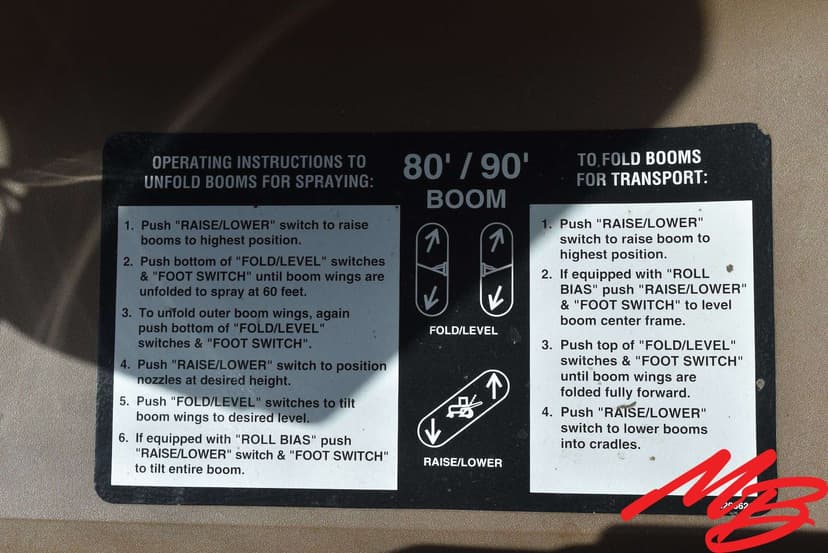 OPERATING INSTRUCTIONS TO
UNFOLD BOOMS FOR SPRAYING:
1. Push "RAISE/LOWER" switch to raise
booms to highest position.
2. Push bottom of "FOLD/LEVEL" switches
& "FOOT SWITCH" until boom wings are
unfolded to spray at 60 feet.
3. To unfold outer boom wings, again
push bottom of "FOLD/LEVEL"
switches & "FOOT SWITCH".
4. Push "RAISE/LOWER" switch to position
nozzles at desired height.
5. Push "FOLD/LEVEL" switches to tilt
boom wings to desired level.
6. If equipped with "ROLL BIAS" push
"RAISE/LOWER" switch & "FOOT SWITCH"
to tilt entire boom.
80' / 90'
BOOM
FOLD/LEVEL
RAISE/LOWER
TO FOLD BOOMS
FOR TRANSPORT:
1. Push "RAISE/LOWER"
switch to raise boom to
highest position.
2. If equipped with "ROLL
BIAS" push "RAISE/LOWER"
& "FOOT SWITCH" to level
boom center frame.
3. Push top of "FOLD/LEVEL"
switches & "FOOT SWITCH"
until boom wings are
folded fully forward.
4. Push "RAISE/LOWER"
switch to lower booms
into cradles.
MB